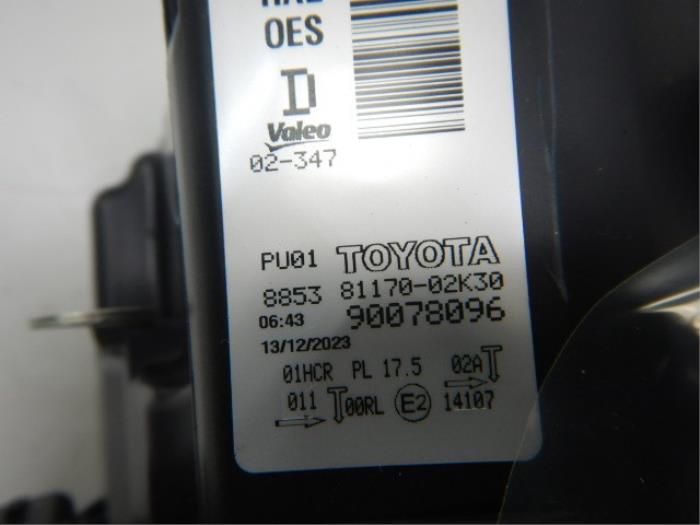 OES
D
Valeo
02-347
PU01 TOYOTA
8853 81170-02K30
06:43 90078096
13/12/2023
01HCR PL 17.5 02A
011 00RL E2 14107